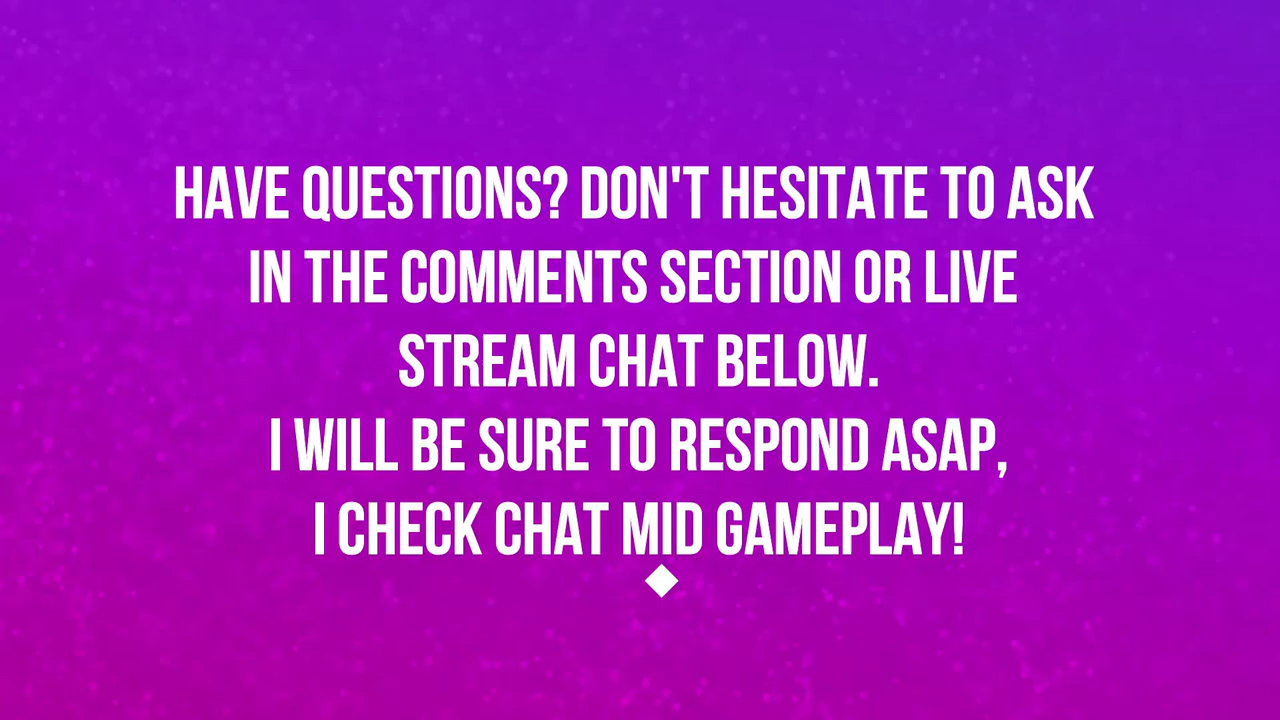 HAVE QUESTIONS? DON'T HESITATE TO ASK
IN THE COMMENTS SECTION OR LIVE
STREAM CHAT BELOW.
I WILL BE SURE TO RESPOND ASAP,
I CHECK CHAT MID GAMEPLAY!